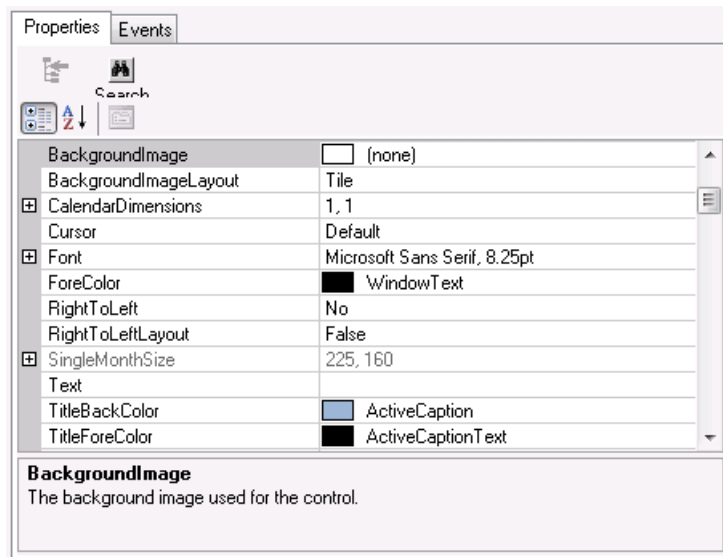 Properties Events
Search
BackgroundImage (none)
BackgroundImageLayout Tile
CalendarDimensions 1, 1
Cursor Default
Font Microsoft Sans Serif, 8.25pt
ForeColor WindowText
RightToLeft No
RightToLeftLayout False
SingleMonthSize 225, 160
Text
TitleBackColor ActiveCaption
TitleForeColor ActiveCaptionText
BackgroundImage
The background image used for the control.